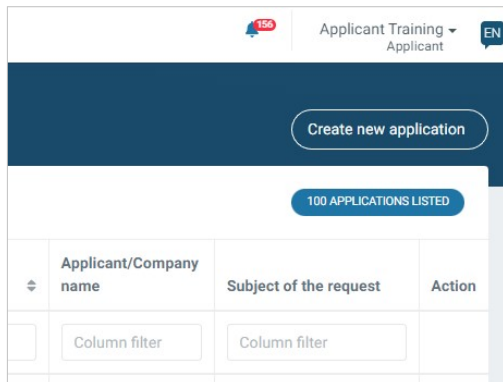 156
Applicant Training
Applicant
EN
Create new application
100 APPLICATIONS LISTED
Applicant/Company
name
Subject of the request
Action
Column filter
Column filter